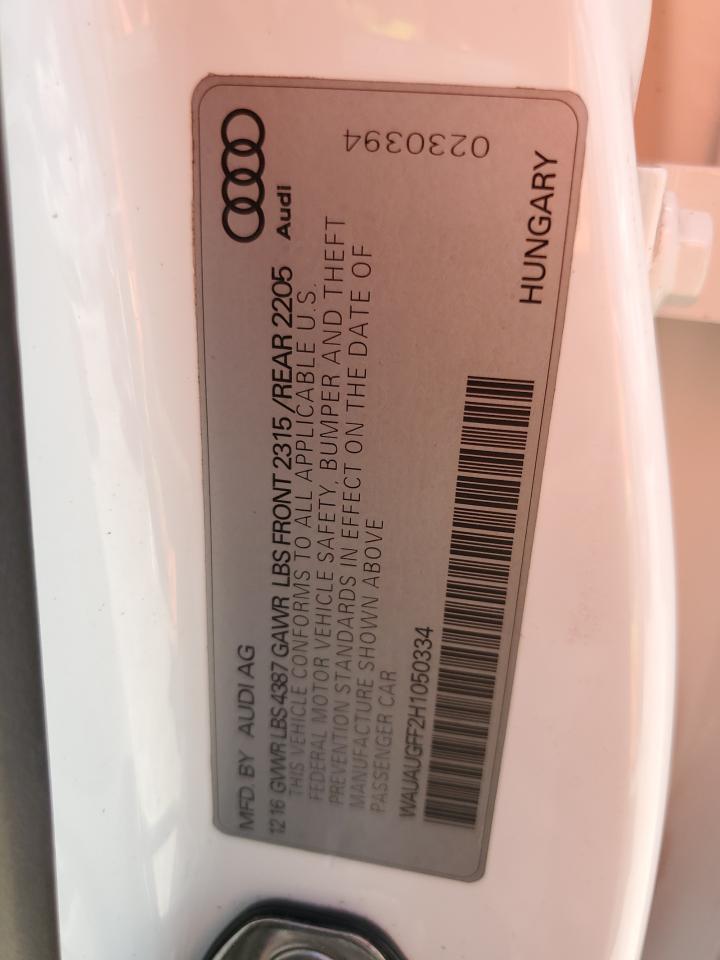 MFD. BY AUDI AG
Audi
12 16 GVWR LBS 4387 GAWR LBS FRONT 2315 /REAR 2205
THIS VEHICLE CONFORMS TO ALL APPLICABLE U.S.
FEDERAL MOTOR VEHICLE SAFETY, BUMPER AND THEFT
PREVENTION STANDARDS IN EFFECT ON THE DATE OF
MANUFACTURE SHOWN ABOVE
PASSENGER CAR
WAUAUGFF2H1050334
HUNGARY
0230394